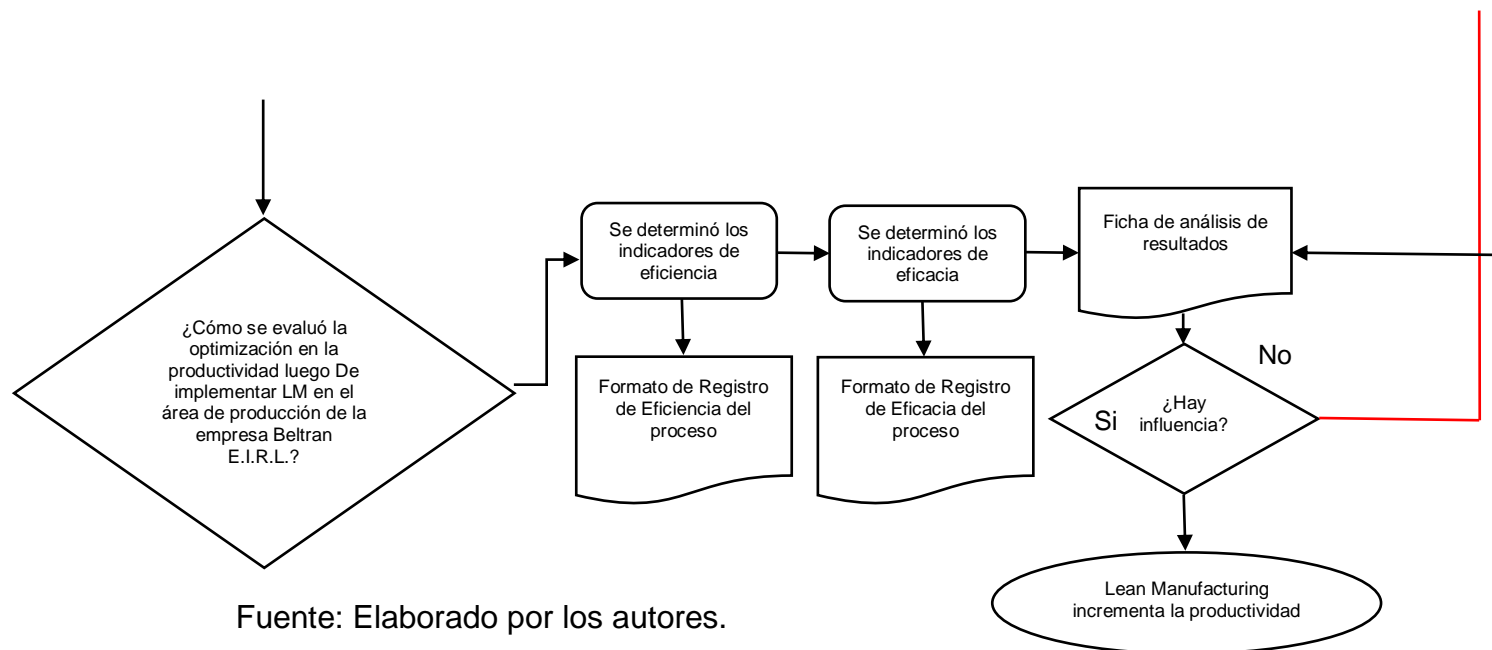 ¿Cómo se evaluó la
optimización en la
productividad luego De
implementar LM en el
área de producción de la
empresa Beltran
E.I.R.L.?
Se determinó los
indicadores de
eficiencia
Se determinó los
indicadores de
eficacia
Ficha de análisis de
resultados
Formato de Registro
de Eficiencia del
proceso
Formato de Registro
de Eficacia del
proceso
No
Si
¿Hay
influencia?
Lean Manufacturing
incrementa la productividad
Fuente: Elaborado por los autores.